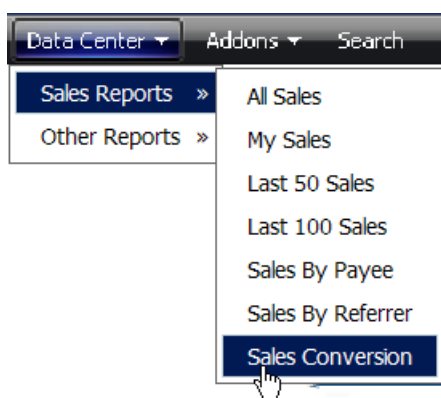 Data Center ▼ Addons ▼ Search
Sales Reports »
Other Reports »
All Sales
My Sales
Last 50 Sales
Last 100 Sales
Sales By Payee
Sales By Referrer
Sales Conversion